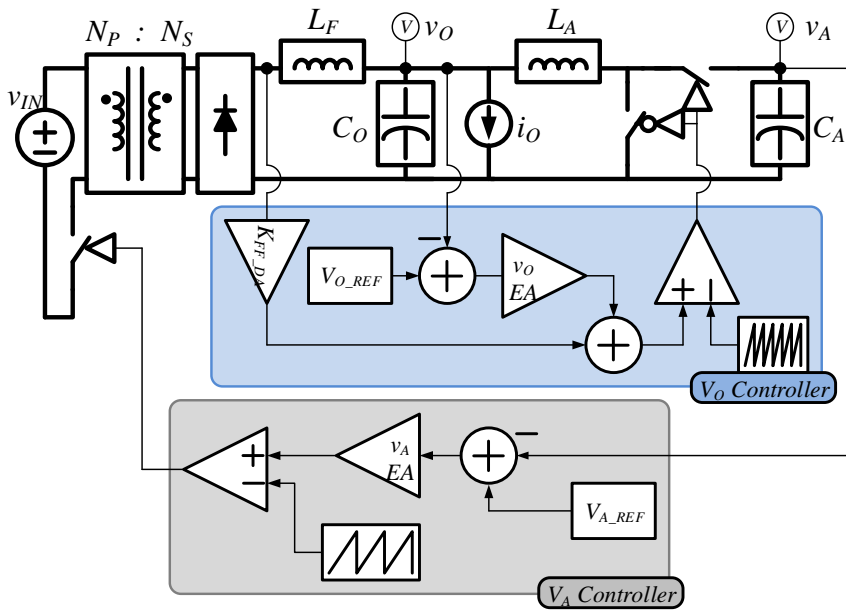 N_P : N_S
L_F
V
v_O
L_A
V
v_A
v_IN
+
−
C_O
i_O
C_A
K_FF_DA
−
V_O_REF
+
v_O
EA
+
+
−
V_O Controller
+
−
v_A
EA
+
−
V_A_REF
V_A Controller